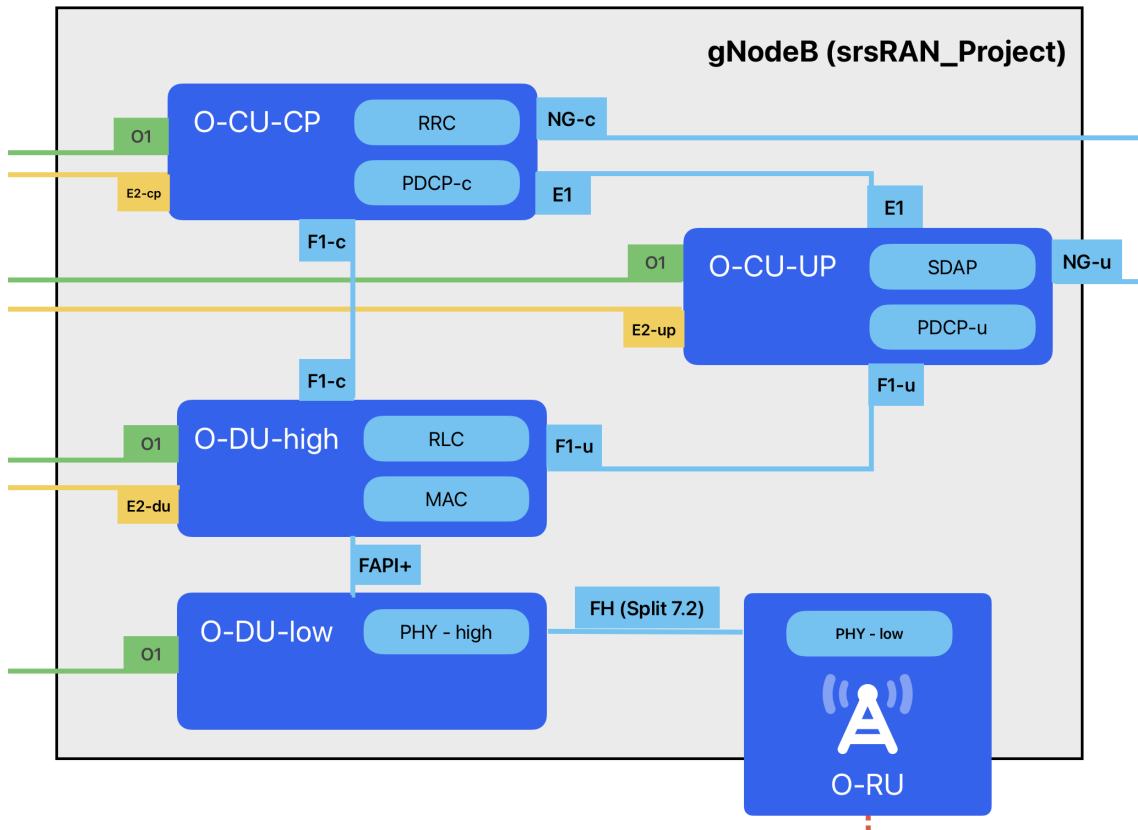 gNodeB (srsRAN_Project)
O-CU-CP
RRC
NG-c
O1
PDCP-c
E2-cp
E1
E1
F1-c
O-CU-UP
SDAP
NG-u
O1
PDCP-u
E2-up
F1-c
F1-u
O-DU-high
RLC
F1-u
O1
MAC
E2-du
FAPI+
FH (Split 7.2)
O-DU-low
PHY - high
PHY - low
O1
O-RU